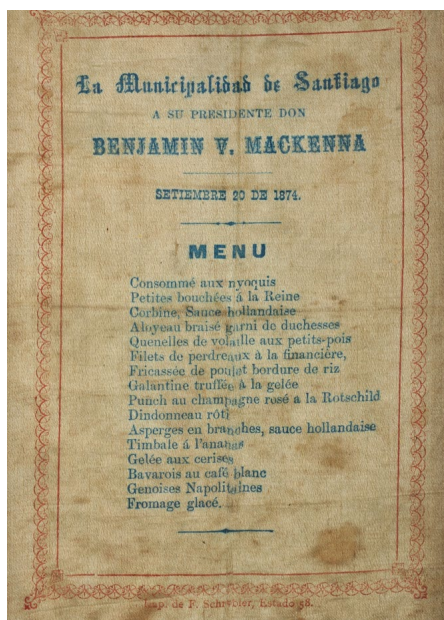 La Municipalidad de Santiago
A SU PRESIDENTE DON
BENJAMIN V. MACKENNA
SETIEMBRE 20 DE 1874.
MENU
Consommé aux nyoquis
Petites bouchées á la Reine
Corbine, Sauce hollandaise
Aloyeau braisé garni de duchesses
Quenelles de volaille aux petits-pois
Filets de perdreaux à la financière,
Fricassée de poulet bordure de riz
Galantine truffée à la gelée
Punch au champagne rosé a la Rotschild
Dindonneau rôti
Asperges en branches, sauce hollandaise
Timbale á l'ananas
Gelée aux cerises
Bavarois au café blanc
Genoises Napolitaines
Fromage glacé.
Imp. de F. Schrebler, Estado 58.